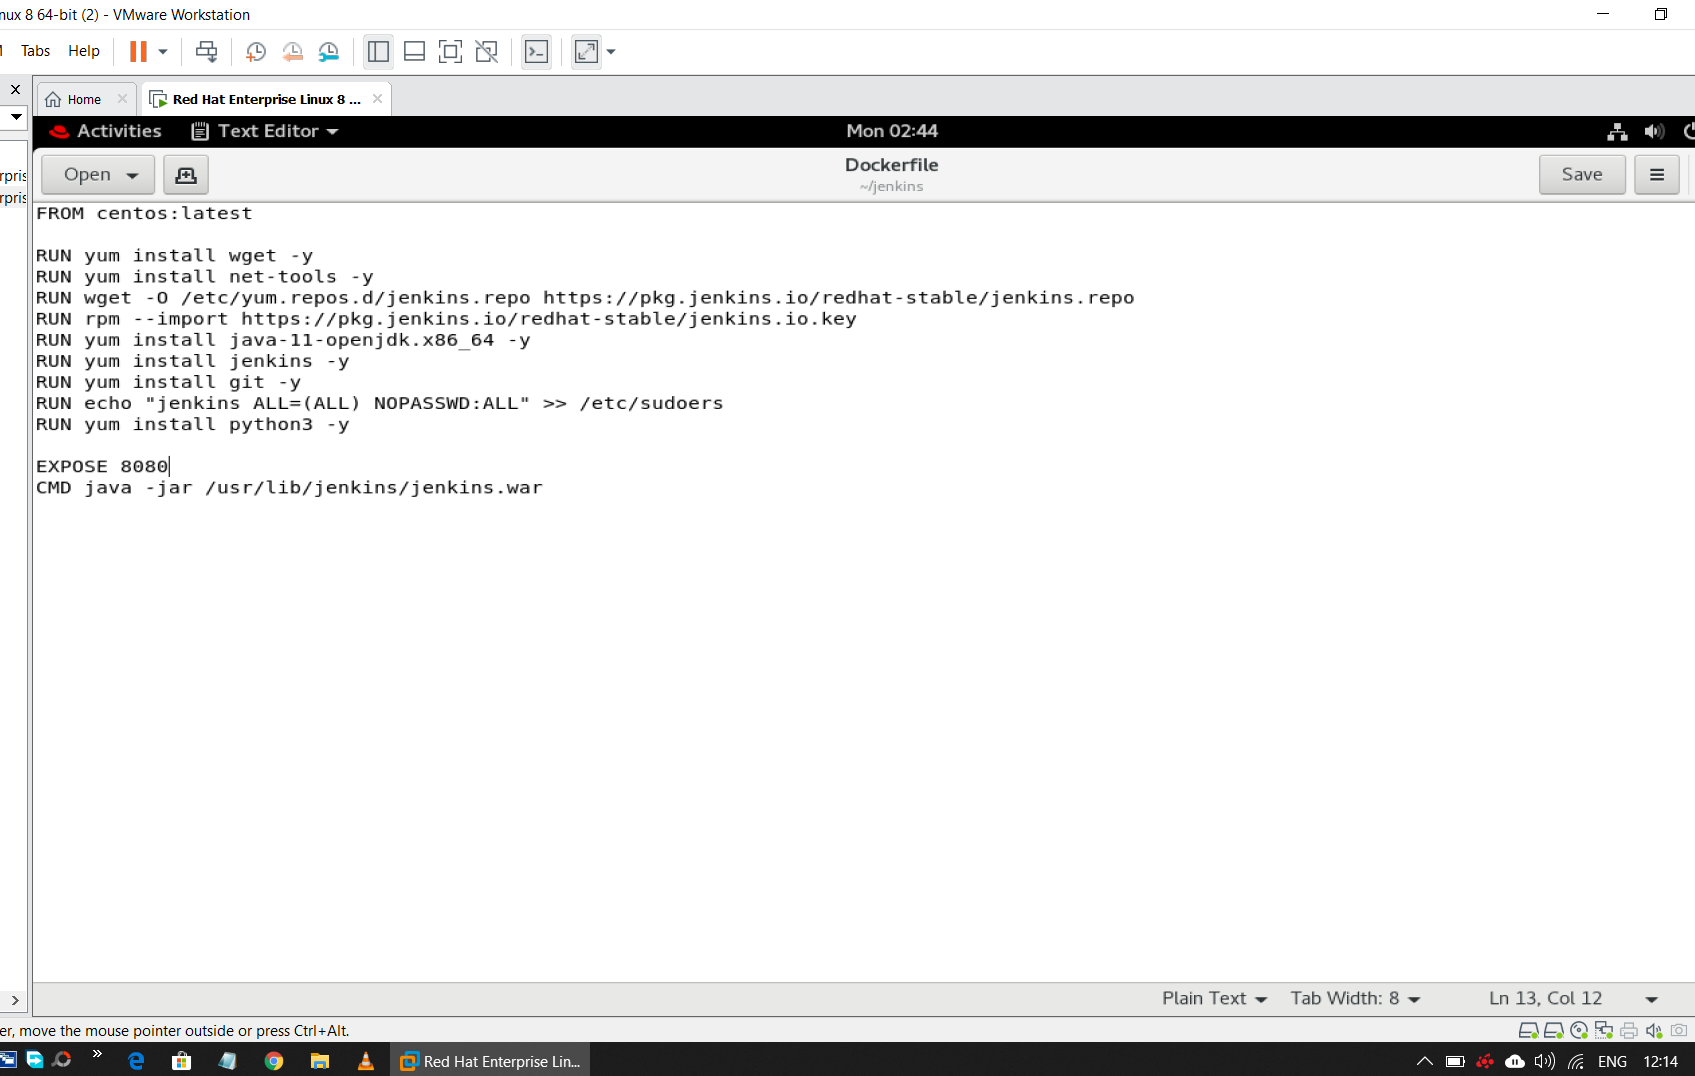 nux 8 64-bit (2) - VMware Workstation
Tabs Help
Home
Red Hat Enterprise Linux 8 ...
Activities Text Editor Mon 02:44
rpris
rpris
Open Dockerfile Save
~/jenkins
FROM centos:latest
RUN yum install wget -y
RUN yum install net-tools -y
RUN wget -O /etc/yum.repos.d/jenkins.repo https://pkg.jenkins.io/redhat-stable/jenkins.repo
RUN rpm --import https://pkg.jenkins.io/redhat-stable/jenkins.io.key
RUN yum install java-11-openjdk.x86_64 -y
RUN yum install jenkins -y
RUN yum install git -y
RUN echo "jenkins ALL=(ALL) NOPASSWD:ALL" >> /etc/sudoers
RUN yum install python3 -y
EXPOSE 8080
CMD java -jar /usr/lib/jenkins/jenkins.war
Plain Text Tab Width: 8 Ln 13, Col 12
er, move the mouse pointer outside or press Ctrl+Alt.
Red Hat Enterprise Lin... ENG 12:14